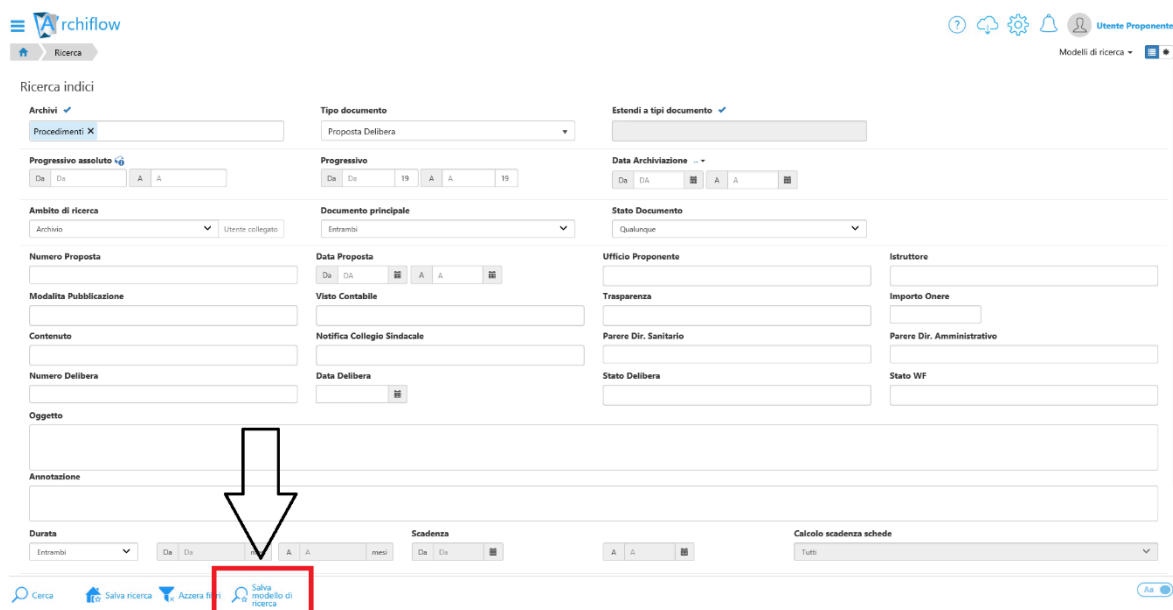 Archiflow
Utente Proponente
Ricerca
Modelli di ricerca
Ricerca indici
Archivi
Tipo documento
Estendi a tipi documento
Procedimenti X
Proposta Delibera
Progressivo assoluto
Progressivo
Data Archiviazione ...
Da Da A A
Da Da 19 A A 19
Da DA A A
Ambito di ricerca
Documento principale
Stato Documento
Archivio
Utente collegato
Entrambi
Qualunque
Numero Proposta
Data Proposta
Ufficio Proponente
Istruttore
Da DA A A
Modalita Pubblicazione
Visto Contabile
Trasparenza
Importo Onere
Contenuto
Notifica Collegio Sindacale
Parere Dir. Sanitario
Parere Dir. Amministrativo
Numero Delibera
Data Delibera
Stato Delibera
Stato WF
Oggetto
Annotazione
Durata
Scadenza
Calcolo scadenza schede
Entrambi
Da Da A A mesi
Da Da A A
Tutti
Cerca
Salva ricerca
Azzera filtri
Salva
modello di
ricerca
Aa